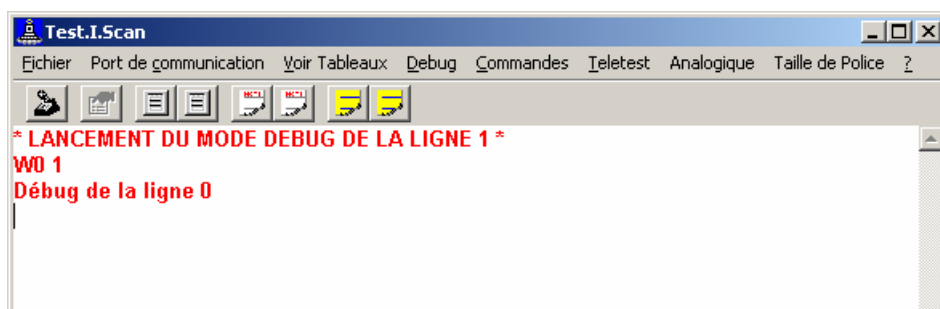 Test.I.Scan
Fichier Port de communication Voir Tableaux Debug Commandes Teletest Analogique Taille de Police ?
* LANCEMENT DU MODE DEBUG DE LA LIGNE 1 *
W0 1
Débug de la ligne 0